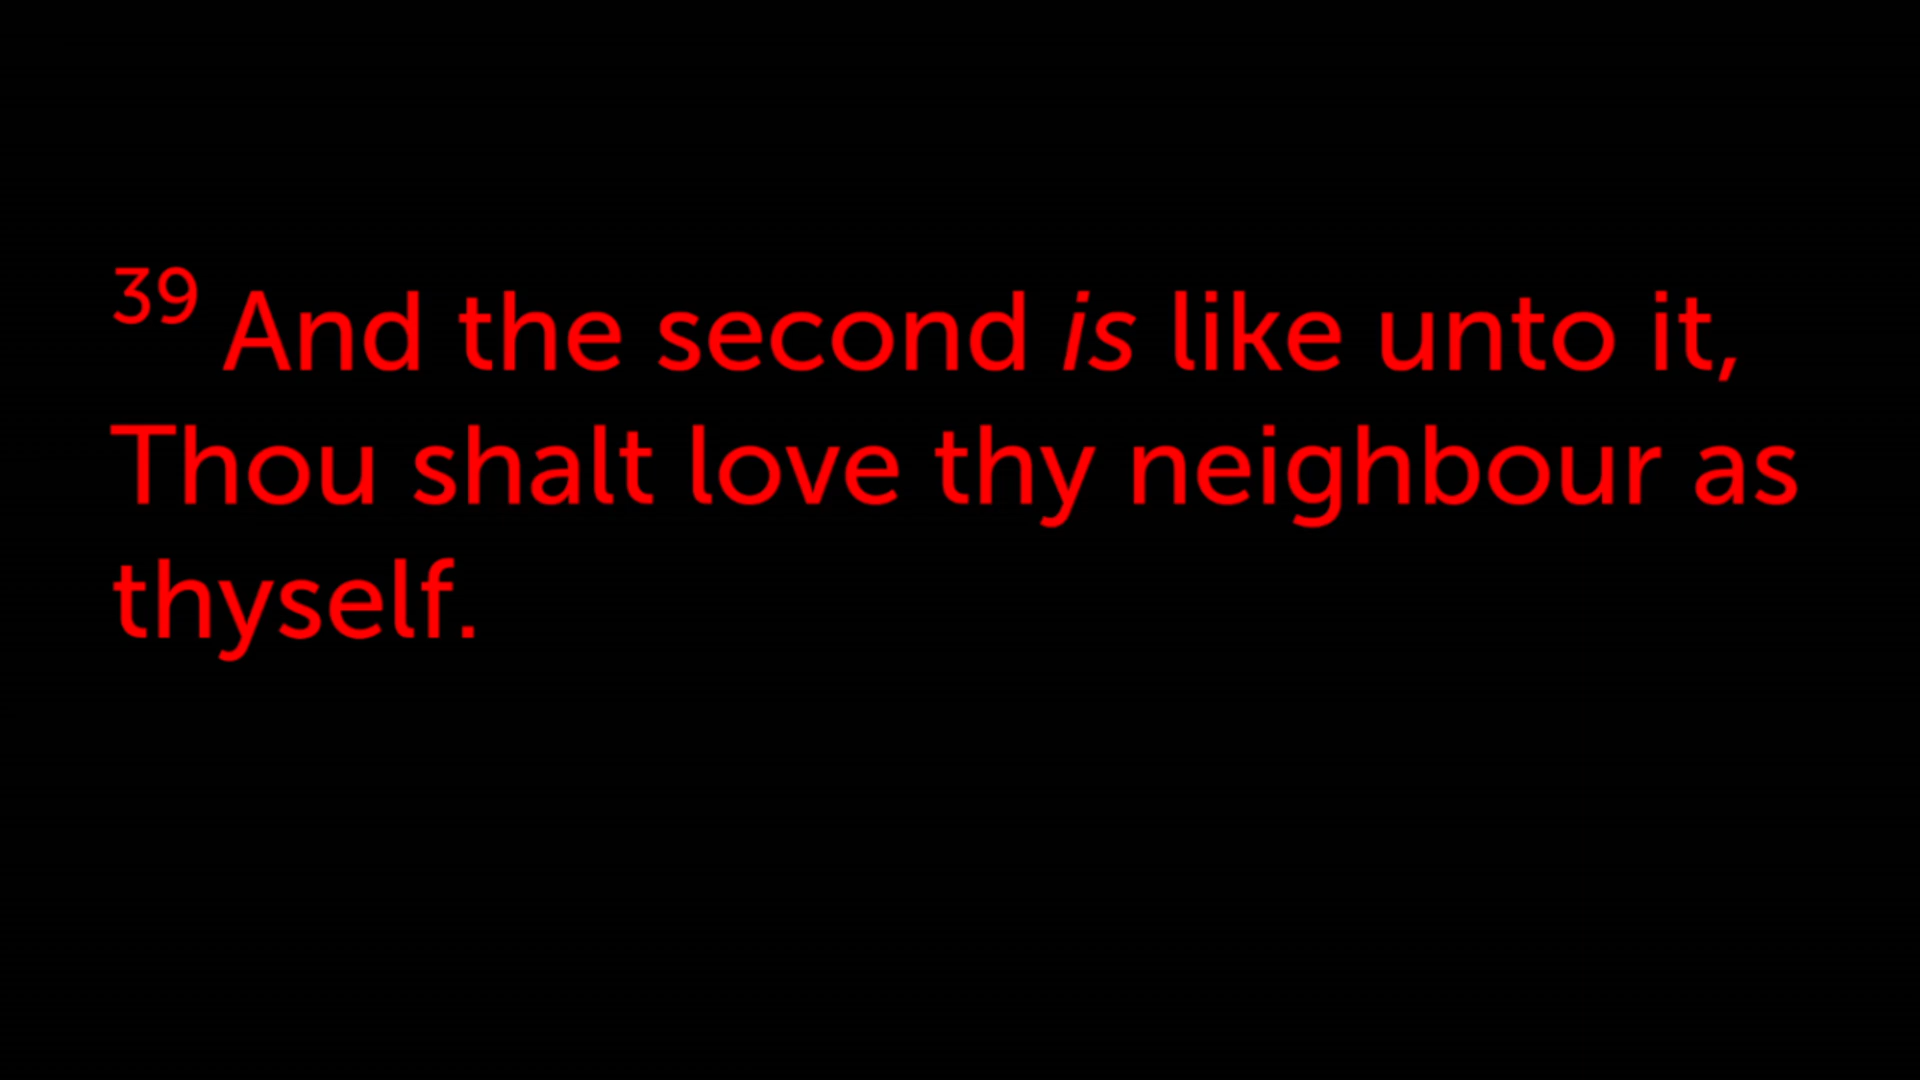 39 And the second is like unto it,
Thou shalt love thy neighbour as
thyself.